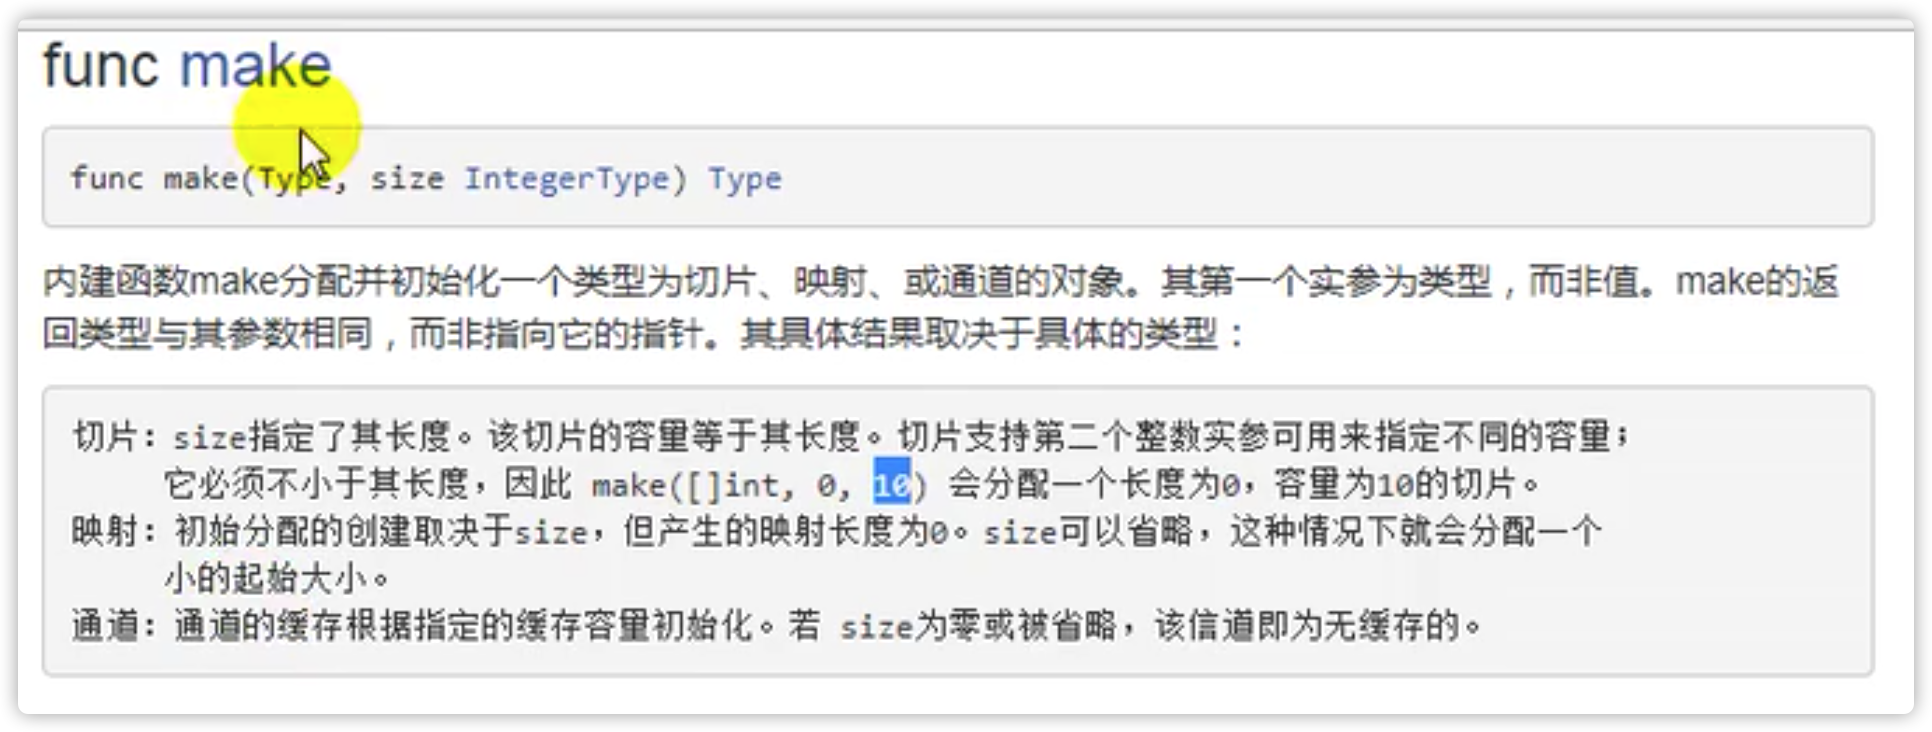 func make
func make(Type, size IntegerType) Type
内建函数make分配并初始化一个类型为切片、映射、或通道的对象。其第一个实参为类型，而非值。make的返
回类型与其参数相同，而非指向它的指针。其具体结果取决于具体的类型：
切片：size指定了其长度。该切片的容量等于其长度。切片支持第二个整数实参可用来指定不同的容量；
它必须不小于其长度，因此 make([]int, 0, 10) 会分配一个长度为0，容量为10的切片。
映射：初始分配的创建取决于size，但产生的映射长度为0。size可以省略，这种情况下就会分配一个
小的起始大小。
通道：通道的缓存根据指定的缓存容量初始化。若 size为零或被省略，该信道即为无缓存的。